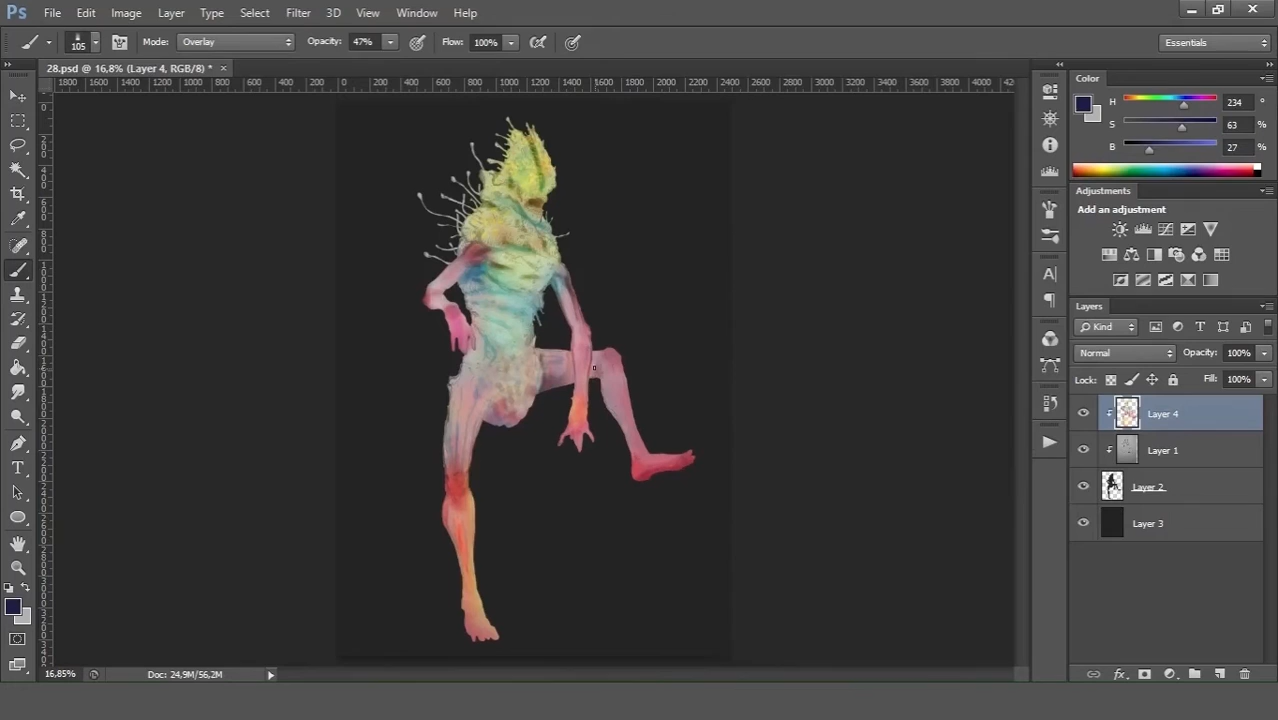 Ps File Edit Image Layer Type Select Filter 3D View Window Help
105 Mode: Overlay Opacity: 47% Flow: 100% Essentials
28.psd @ 16,8% (Layer 4, RGB/8) * ×
1800 1600 1400 1200 1000 800 600 400 200 0 200 400 600 800 1000 1200 1400 1600 1800 2000 2200 2400 2600 2800 3000 3200 3400 3600 3800 4000 42
Color
H 234 °
S 63 %
B 27 %
Adjustments
Add an adjustment
Layers
Kind
Normal Opacity: 100%
Lock: Fill: 100%
Layer 4
Layer 1
Layer 2
Layer 3
16,85% Doc: 24,9M/56,2M